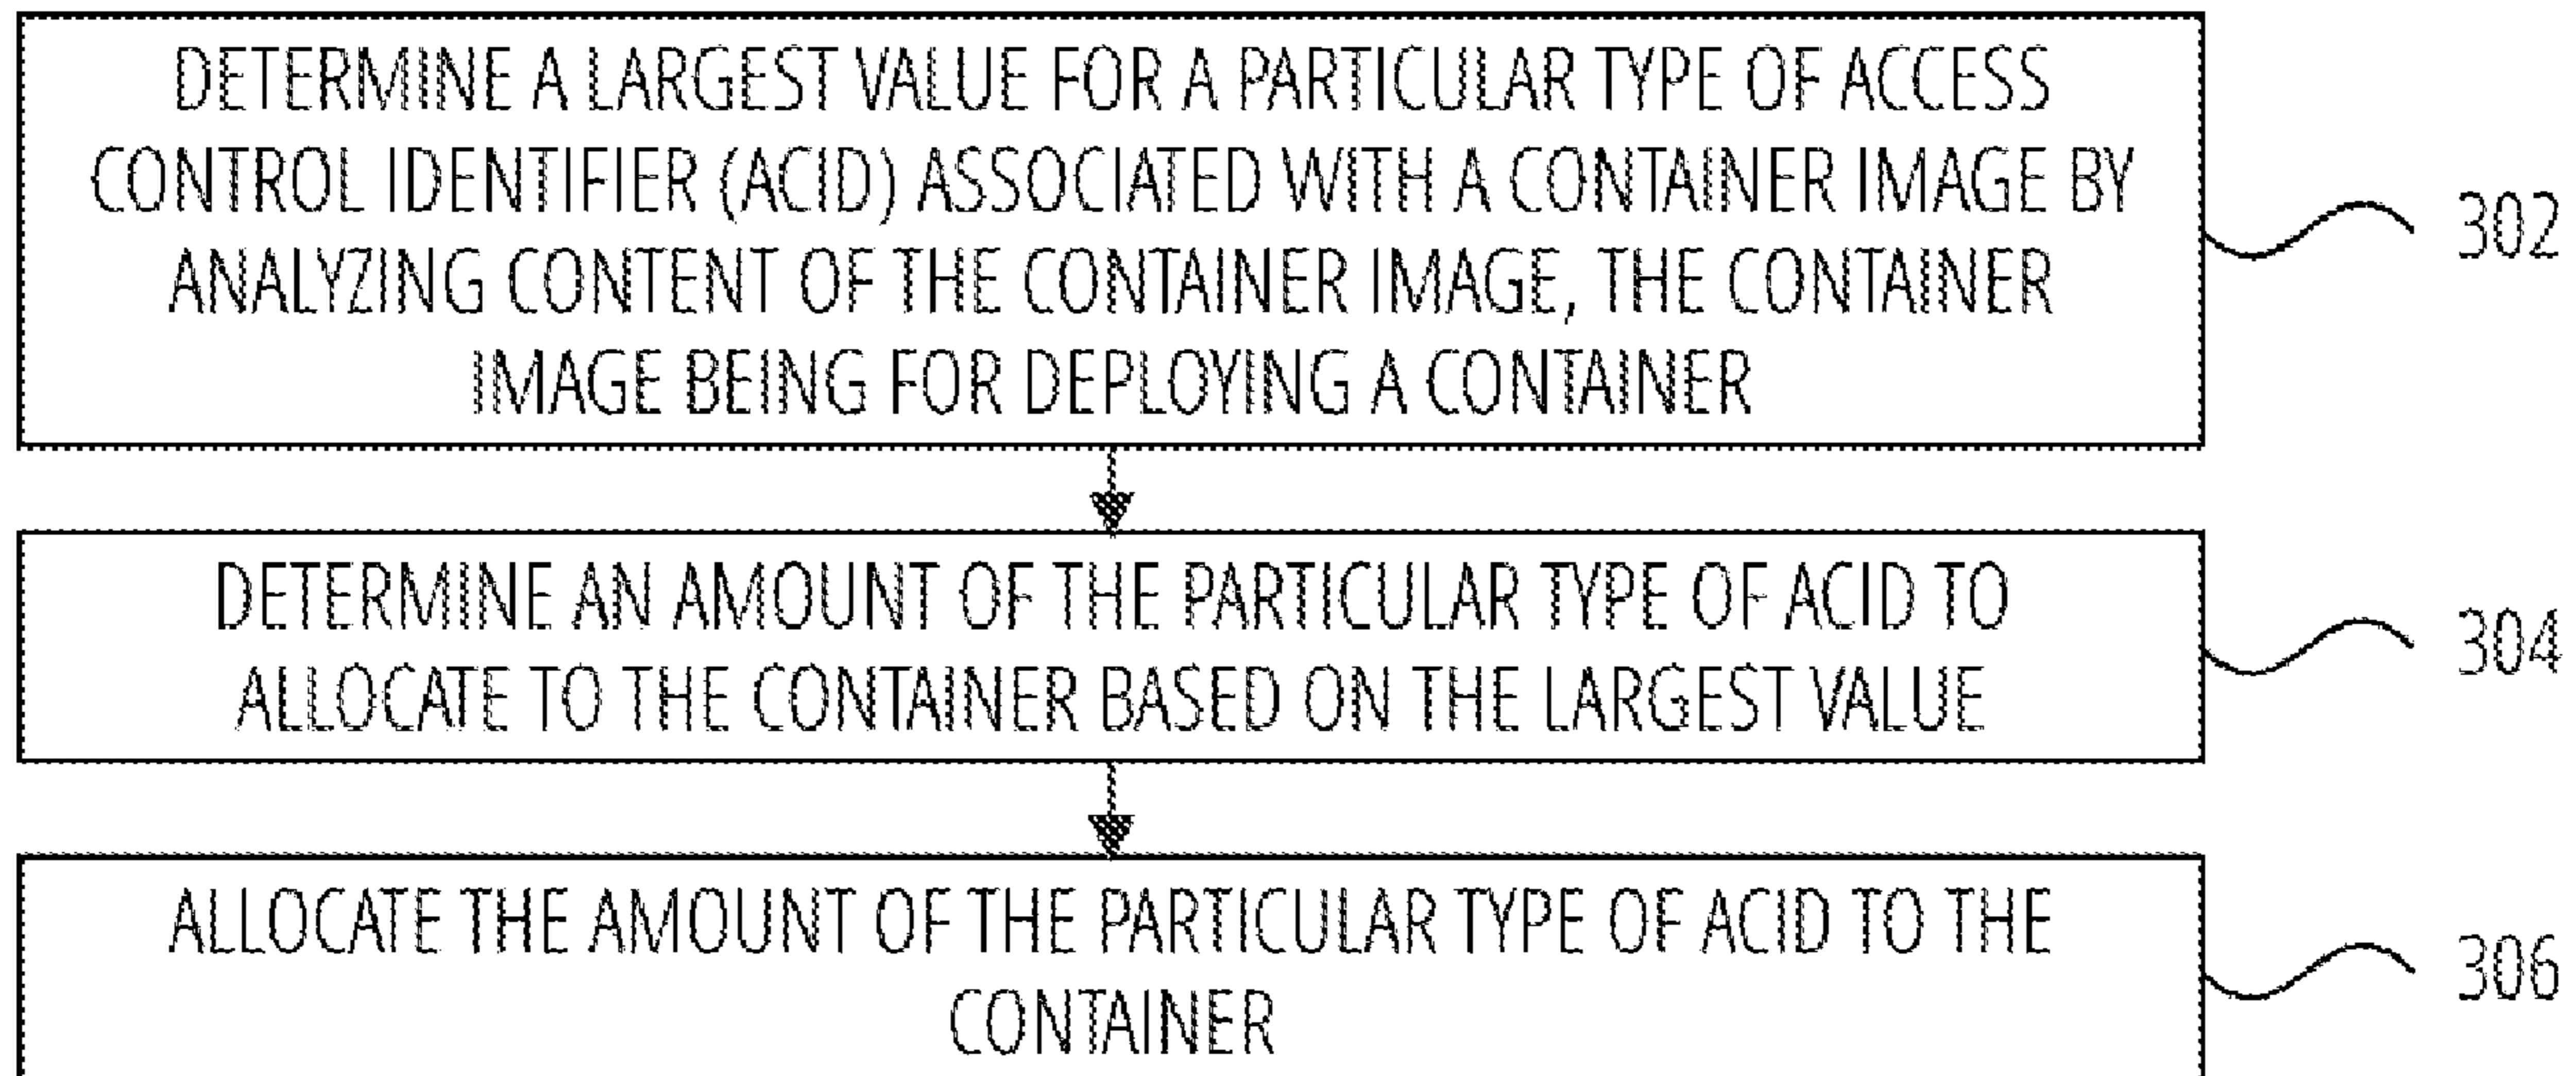 DETERMINE A LARGEST VALUE FOR A PARTICULAR TYPE OF ACCESS
CONTROL IDENTIFIER (ACID) ASSOCIATED WITH A CONTAINER IMAGE BY
ANALYZING CONTENT OF THE CONTAINER IMAGE, THE CONTAINER
IMAGE BEING FOR DEPLOYING A CONTAINER
302
DETERMINE AN AMOUNT OF THE PARTICULAR TYPE OF ACID TO
ALLOCATE TO THE CONTAINER BASED ON THE LARGEST VALUE
304
ALLOCATE THE AMOUNT OF THE PARTICULAR TYPE OF ACID TO THE
CONTAINER
306